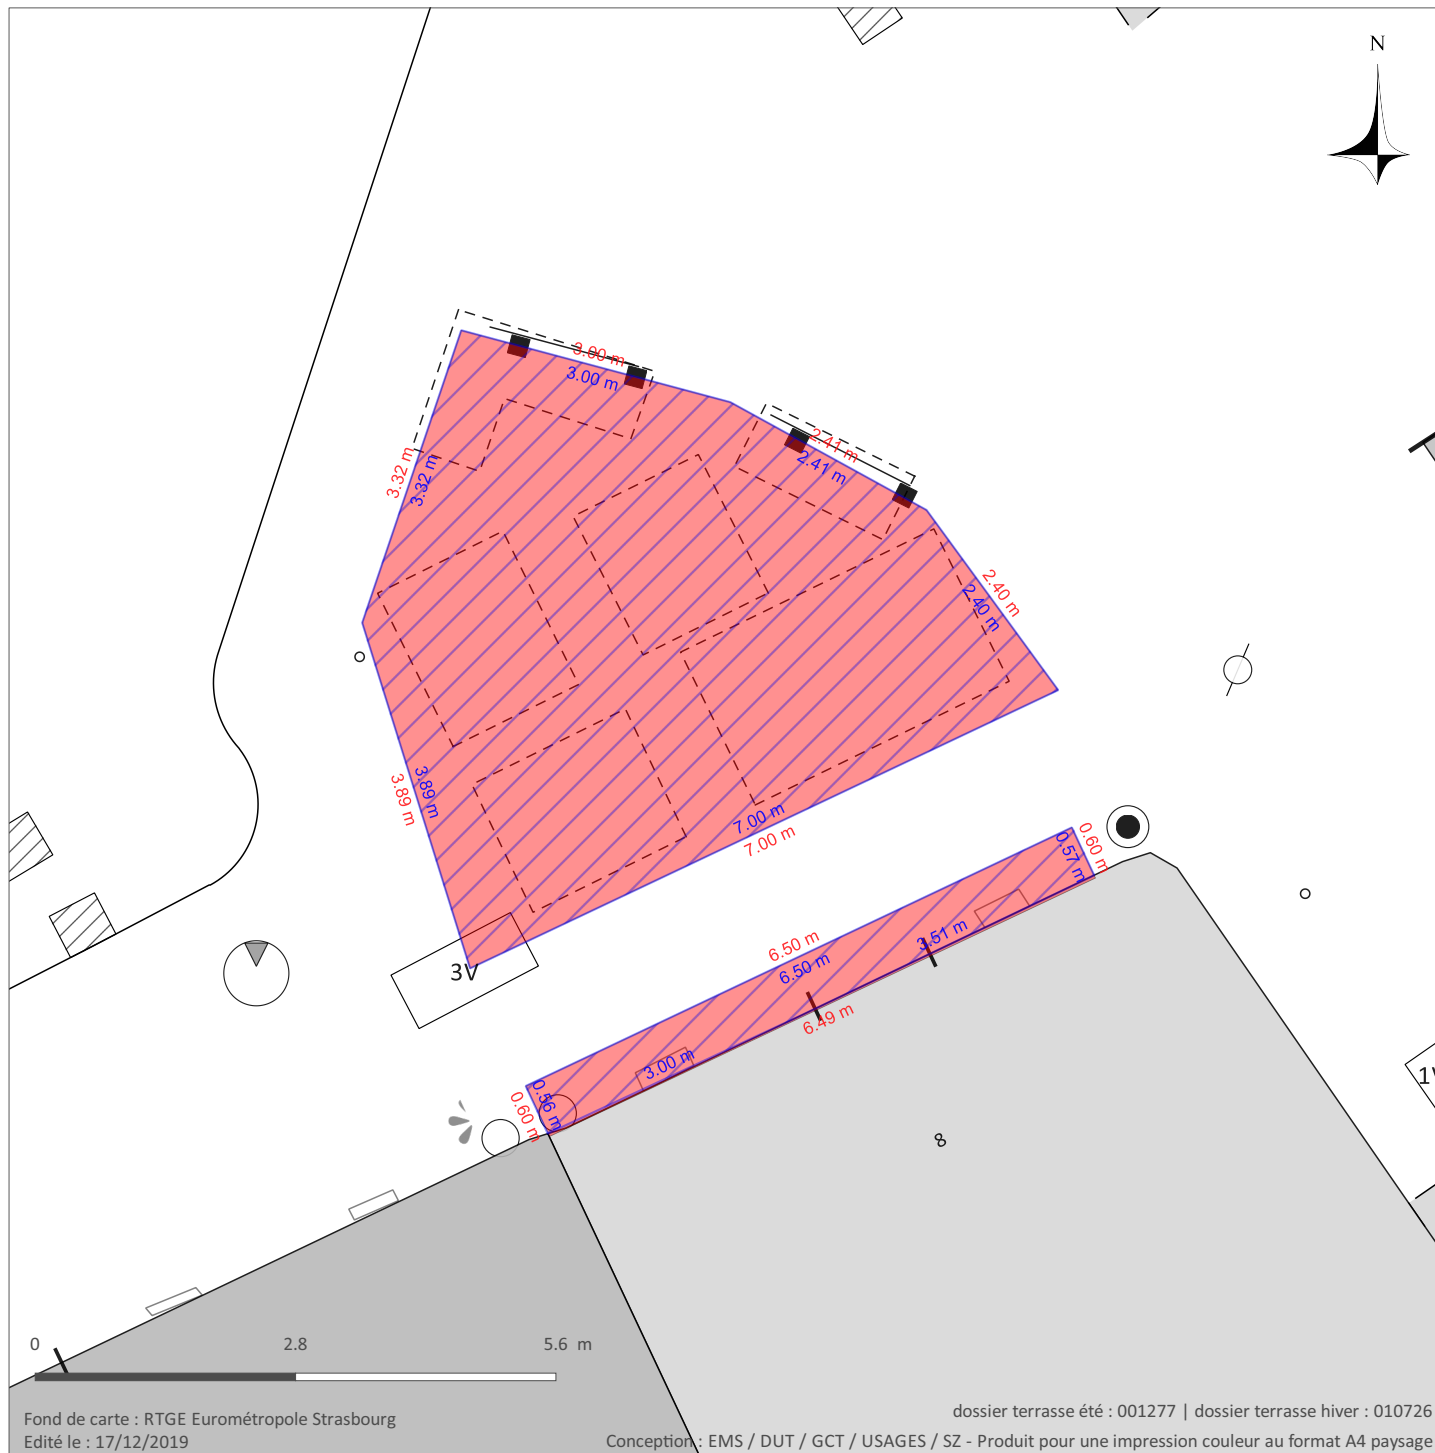 N
3.00 m
3.00 m
2.41 m
2.41 m
3.32 m
3.32 m
2.40 m
2.40 m
3.89 m
3.89 m
7.00 m
7.00 m
0.60 m
0.57 m
6.50 m
6.50 m
3.51 m
3V
6.49 m
3.00 m
0.56 m
0.60 m
8
0 2.8 5.6 m
Fond de carte : RTGE Eurométropole Strasbourg
Edité le : 17/12/2019
dossier terrasse été : 001277 | dossier terrasse hiver : 010726
Conception : EMS / DUT / GCT / USAGES / SZ - Produit pour une impression couleur au format A4 paysage